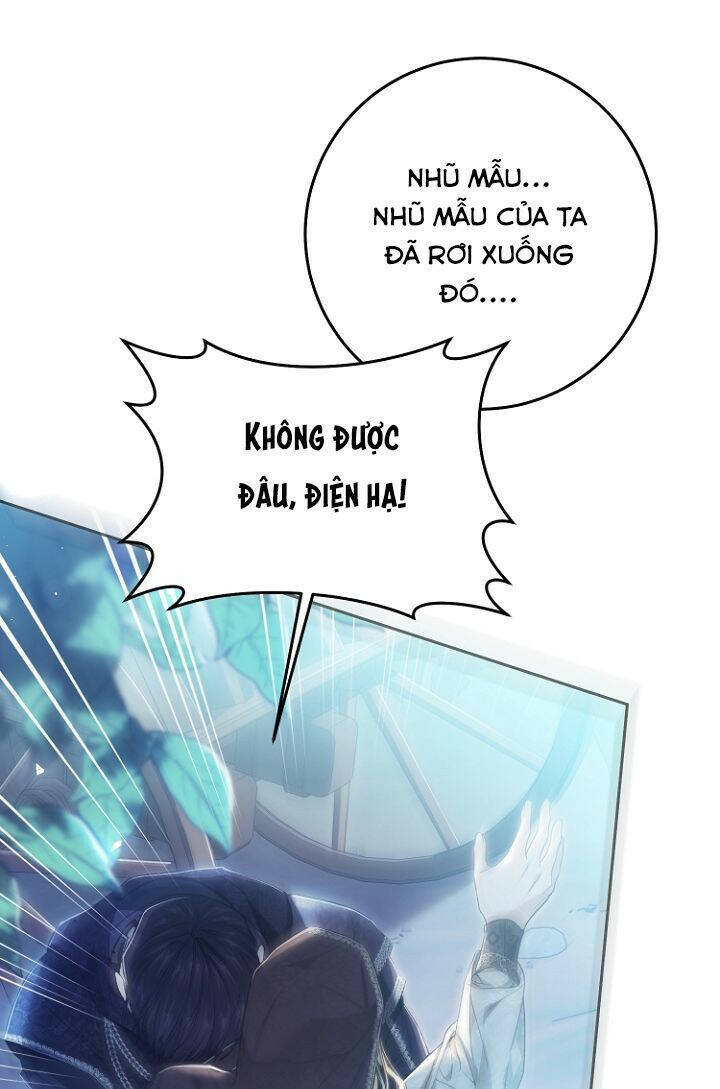 NHŨ MẪU...
NHŨ MẪU CỦA TA
ĐÃ RƠI XUỐNG
ĐÓ....
KHÔNG ĐƯỢC
ĐÂU, ĐIỆN HẠ!